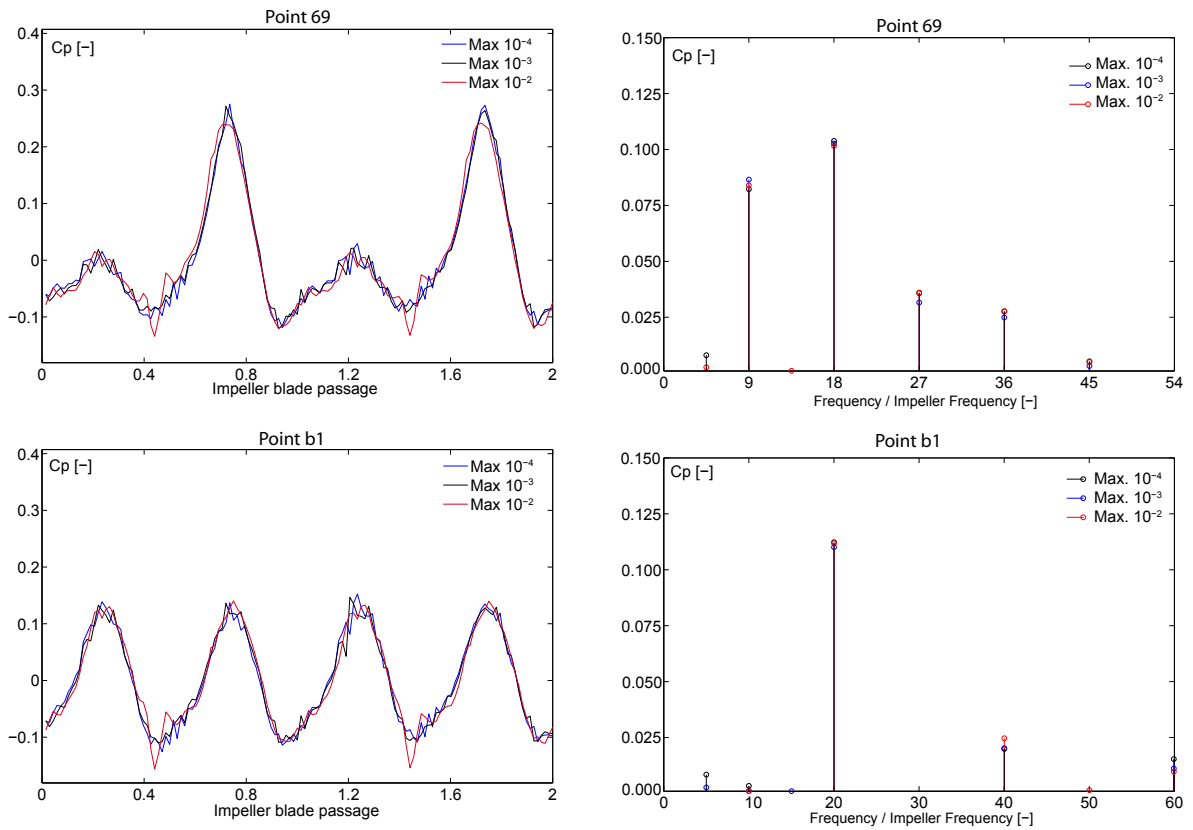 Point 69
Cp [−]
Max 10⁻⁴
Max 10⁻³
Max 10⁻²
0.4
0.3
0.2
0.1
0
−0.1
0 0.4 0.8 1.2 1.6 2
Impeller blade passage
Point 69
Cp [−]
Max. 10⁻⁴
Max. 10⁻³
Max. 10⁻²
0.150
0.125
0.100
0.075
0.050
0.025
0.000
0 9 18 27 36 45 54
Frequency / Impeller Frequency [−]
Point b1
Cp [−]
Max 10⁻⁴
Max 10⁻³
Max 10⁻²
0.4
0.3
0.2
0.1
0
−0.1
0 0.4 0.8 1.2 1.6 2
Impeller blade passage
Point b1
Cp [−]
Max. 10⁻⁴
Max. 10⁻³
Max. 10⁻²
0.150
0.125
0.100
0.075
0.050
0.025
0.000
0 10 20 30 40 50 60
Frequency / Impeller Frequency [−]